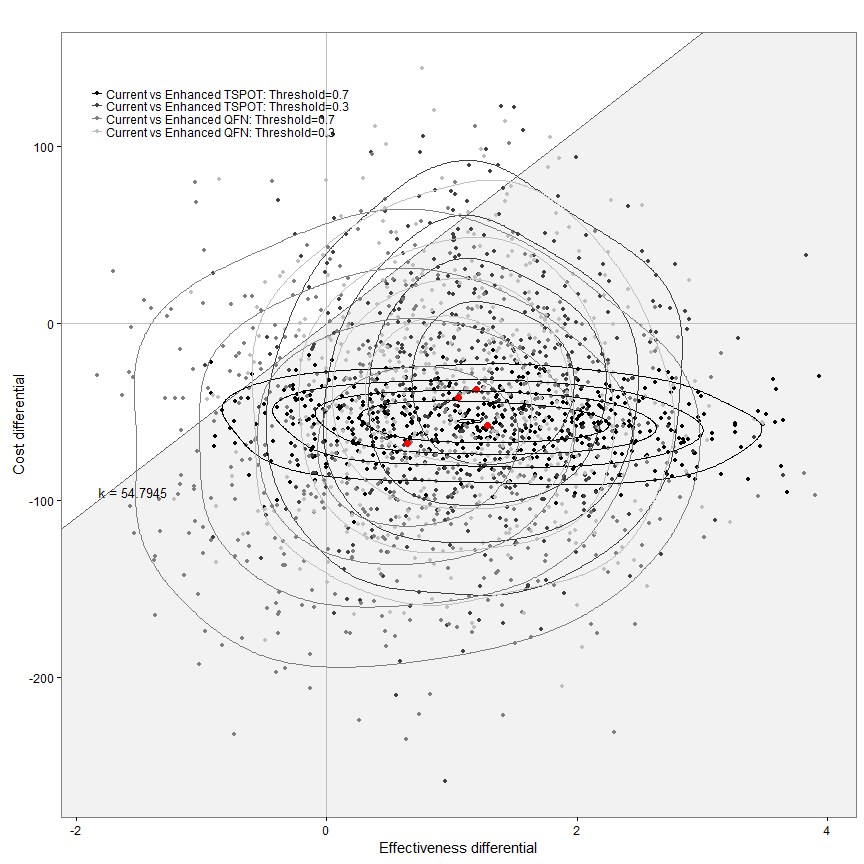 Current vs Enhanced TSPOT: Threshold=0.7
Current vs Enhanced TSPOT: Threshold=0.3
Current vs Enhanced QFN: Threshold=0.7
Current vs Enhanced QFN: Threshold=0.3
100
0
-100
-200
k = 54.7945
Cost differential
-2
0
2
4
Effectiveness differential